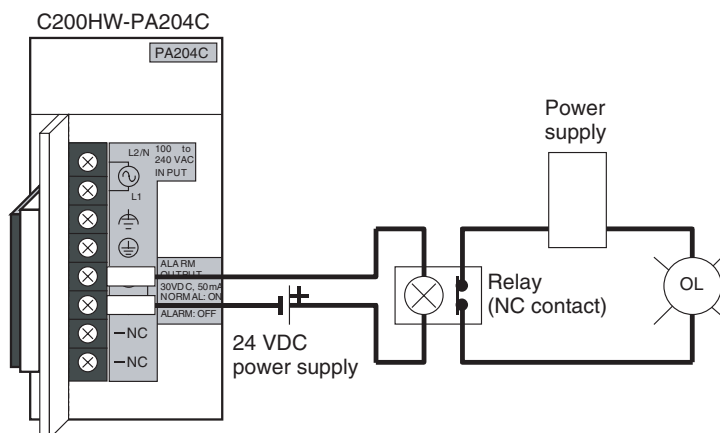 C200HW-PA204C
PA204C
L2/N
100 to
240 VAC
INPUT
L1
ALARM
OUTPUT
30VDC, 50mA
NORMAL: ON
ALARM: OFF
NC
NC
24 VDC
power supply
Relay
(NC contact)
Power
supply
OL